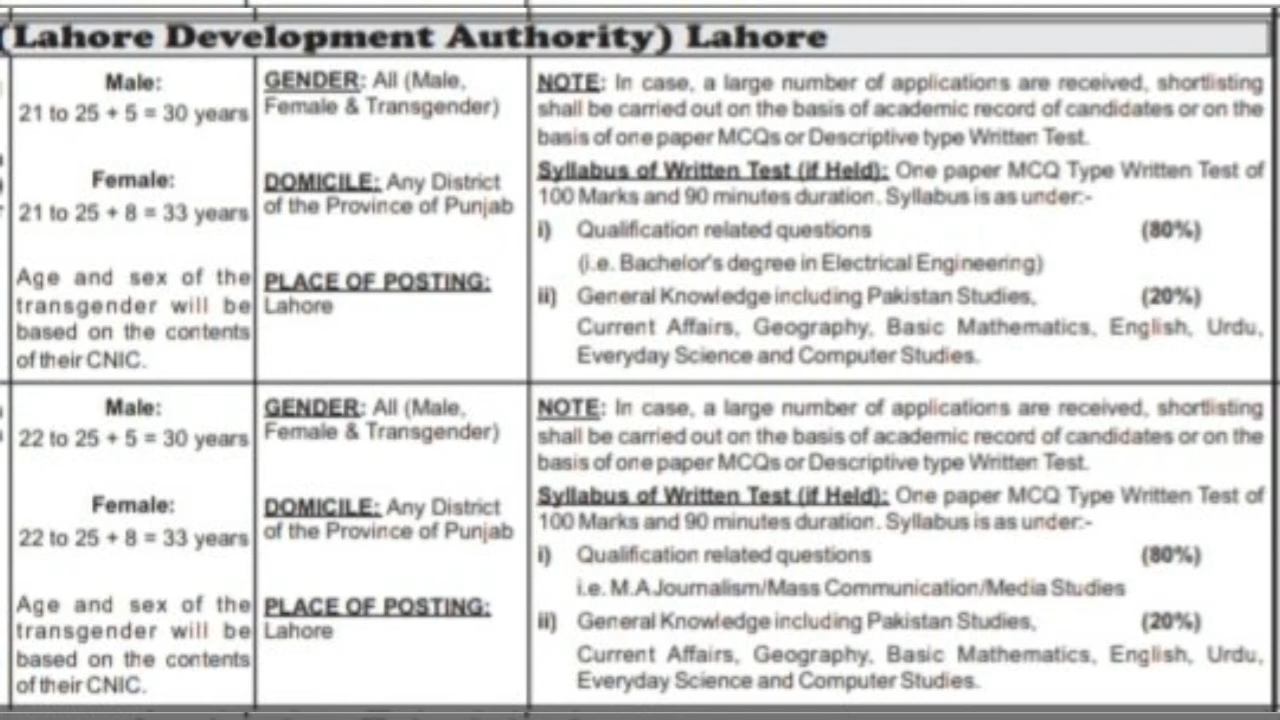 (Lahore Development Authority) Lahore
Male:
21 to 25 + 5 = 30 years
Female:
21 to 25 + 8 = 33 years
Age and sex of the
transgender will be
based on the contents
of their CNIC.
GENDER: All (Male,
Female & Transgender)
DOMICILE: Any District
of the Province of Punjab
PLACE OF POSTING:
Lahore
NOTE: In case, a large number of applications are received, shortlisting
shall be carried out on the basis of academic record of candidates or on the
basis of one paper MCQs or Descriptive type Written Test.
Syllabus of Written Test (if Held): One paper MCQ Type Written Test of
100 Marks and 90 minutes duration. Syllabus is as under:-
i) Qualification related questions (80%)
(i.e. Bachelor's degree in Electrical Engineering)
ii) General Knowledge including Pakistan Studies, (20%)
Current Affairs, Geography, Basic Mathematics, English, Urdu,
Everyday Science and Computer Studies.
Male:
22 to 25 + 5 = 30 years
Female:
22 to 25 + 8 = 33 years
Age and sex of the
transgender will be
based on the contents
of their CNIC.
GENDER: All (Male,
Female & Transgender)
DOMICILE: Any District
of the Province of Punjab
PLACE OF POSTING:
Lahore
NOTE: In case, a large number of applications are received, shortlisting
shall be carried out on the basis of academic record of candidates or on the
basis of one paper MCQs or Descriptive type Written Test.
Syllabus of Written Test (if Held): One paper MCQ Type Written Test of
100 Marks and 90 minutes duration. Syllabus is as under:-
i) Qualification related questions (80%)
i.e. M.A Journalism/Mass Communication/Media Studies
ii) General Knowledge including Pakistan Studies, (20%)
Current Affairs, Geography, Basic Mathematics, English, Urdu,
Everyday Science and Computer Studies.